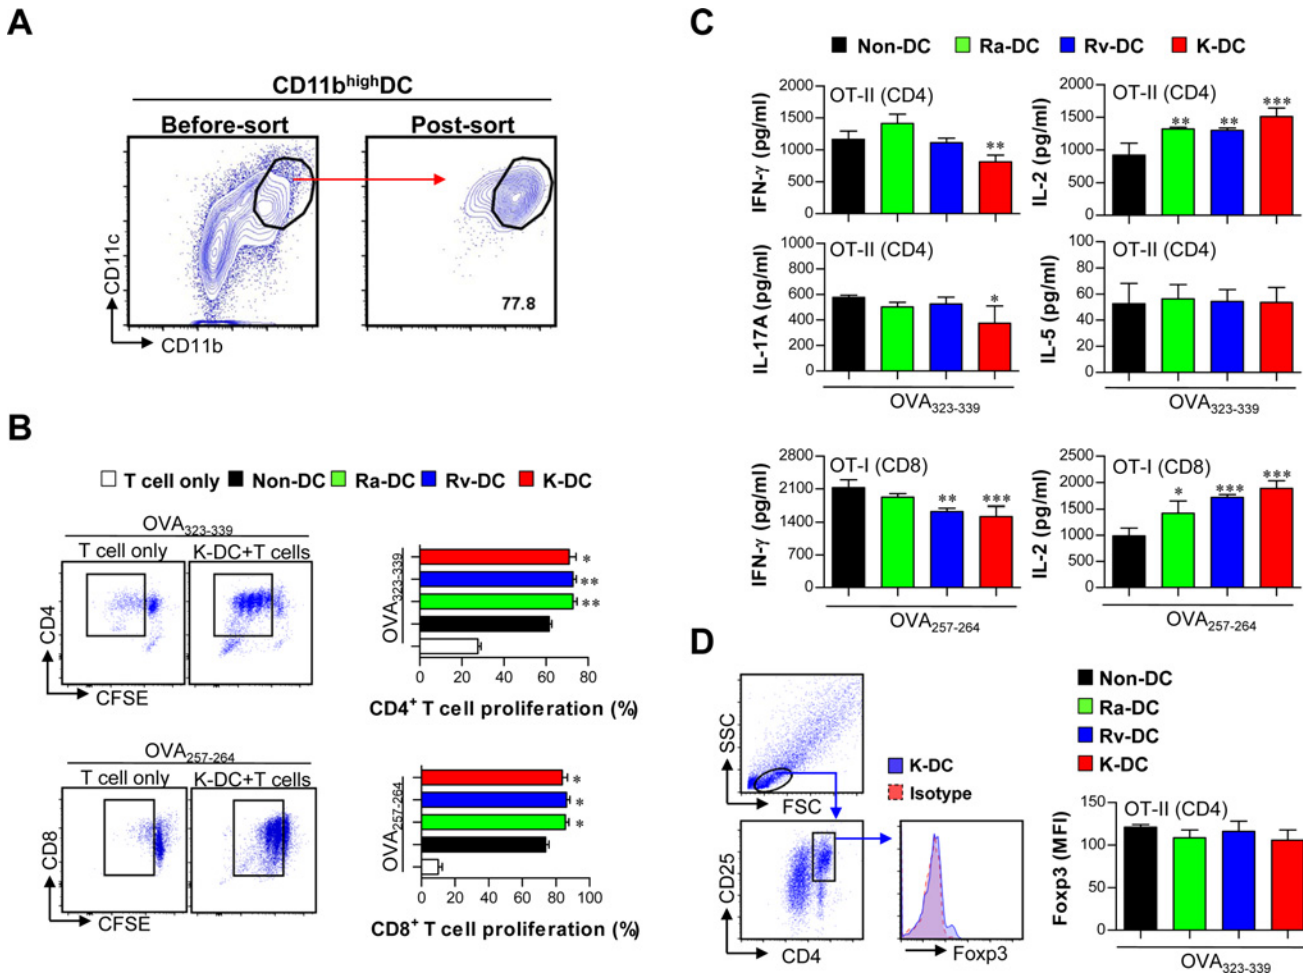 A
CD11b^high DC
Before-sort Post-sort
CD11c
CD11b
77.8
B
T cell only Non-DC Ra-DC Rv-DC K-DC
OVA323-339
T cell only K-DC+T cells
CD4
CFSE
OVA323-339
*
**
**
0 20 40 60 80
CD4+ T cell proliferation (%)
OVA257-264
T cell only K-DC+T cells
CD8
CFSE
OVA257-264
*
*
*
0 20 40 60 80 100
CD8+ T cell proliferation (%)
C
Non-DC Ra-DC Rv-DC K-DC
IFN-γ (pg/ml)
2000
1500
1000
500
0
OT-II (CD4)
**
IL-2 (pg/ml)
2000
1500
1000
500
0
OT-II (CD4)
** ** ***
IL-17A (pg/ml)
1000
800
600
400
200
0
OT-II (CD4)
*
OVA323-339
IL-5 (pg/ml)
80
60
40
20
0
OT-II (CD4)
OVA323-339
IFN-γ (pg/ml)
2800
2100
1400
700
0
OT-I (CD8)
** ***
OVA257-264
IL-2 (pg/ml)
2500
2000
1500
1000
500
0
OT-I (CD8)
* *** ***
OVA257-264
D
SSC
FSC
K-DC
Isotype
CD25
CD4
Foxp3
Non-DC
Ra-DC
Rv-DC
K-DC
Foxp3 (MFI)
150
100
50
0
OT-II (CD4)
OVA323-339